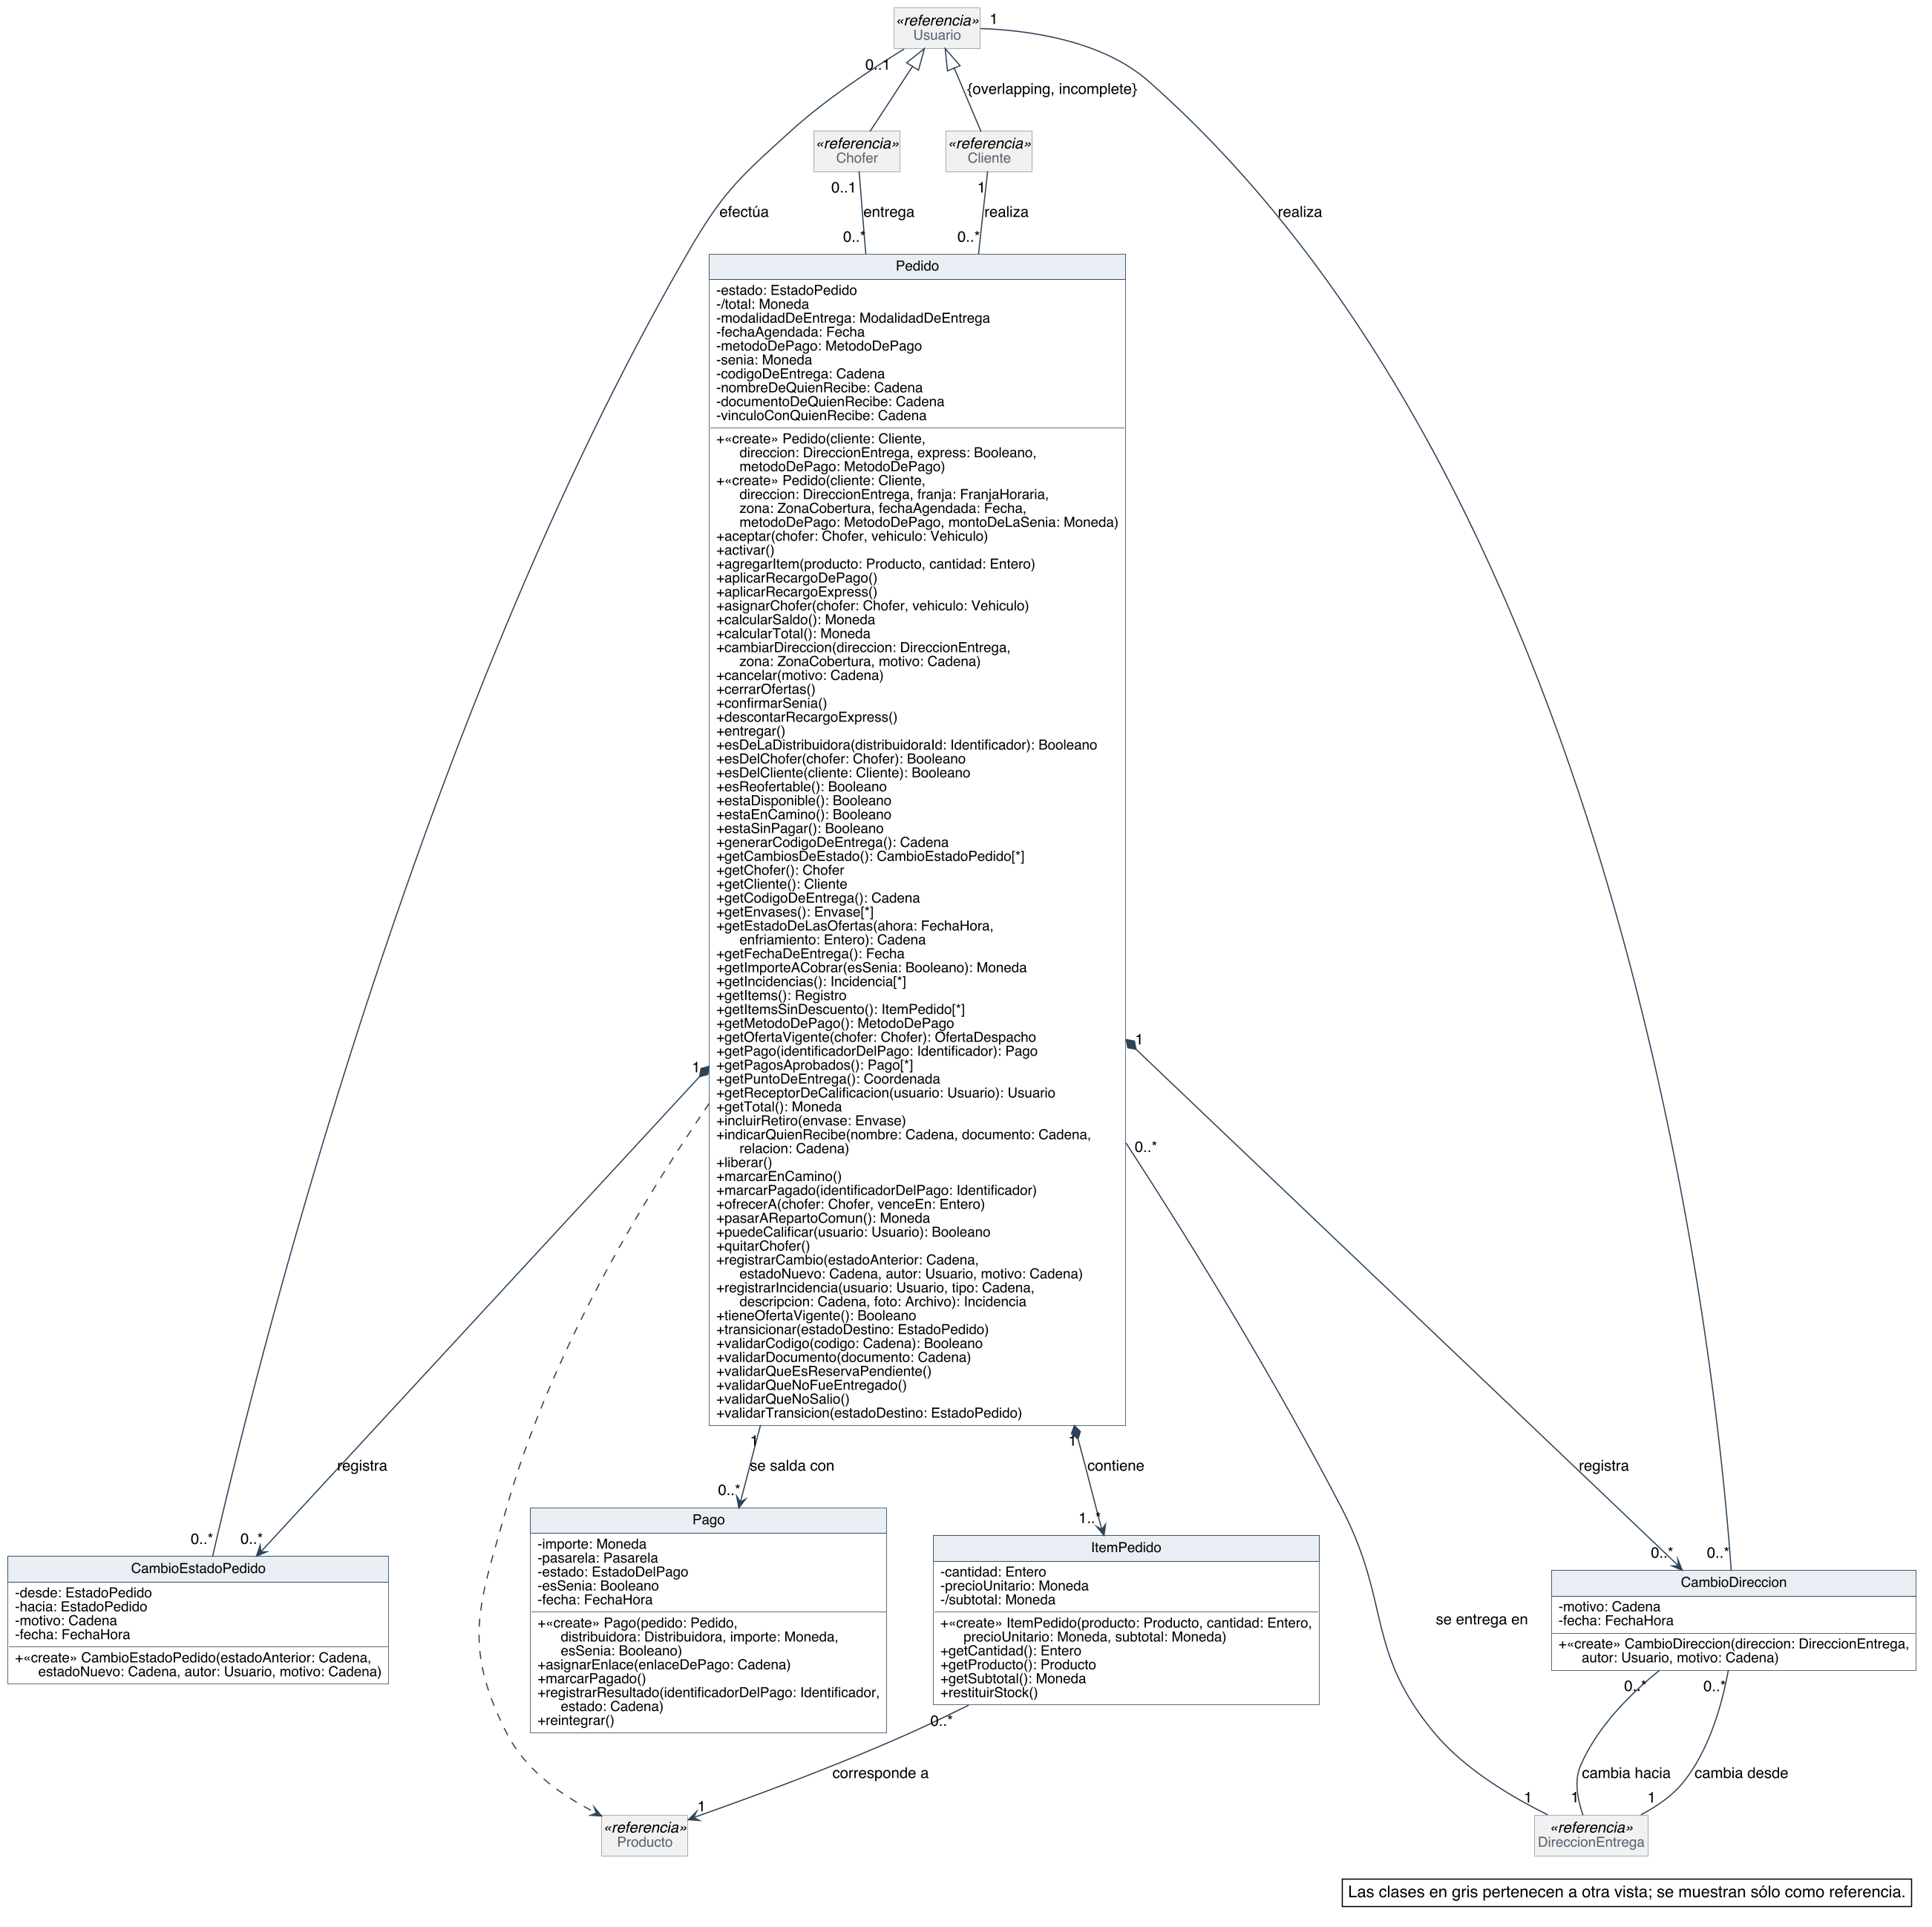 «referencia»
Usuario
1
0..1
{overlapping, incomplete}
«referencia»
Chofer
«referencia»
Cliente
0..1
1
efectúa
entrega
realiza
realiza
0..*
0..*
Pedido
-estado: EstadoPedido
-/total: Moneda
-modalidadDeEntrega: ModalidadDeEntrega
-fechaAgendada: Fecha
-metodoDePago: MetodoDePago
-senia: Moneda
-codigoDeEntrega: Cadena
-nombreDeQuienRecibe: Cadena
-documentoDeQuienRecibe: Cadena
-vinculoConQuienRecibe: Cadena
+«create» Pedido(cliente: Cliente,
direccion: DireccionEntrega, express: Booleano,
metodoDePago: MetodoDePago)
+«create» Pedido(cliente: Cliente,
direccion: DireccionEntrega, franja: FranjaHoraria,
zona: ZonaCobertura, fechaAgendada: Fecha,
metodoDePago: MetodoDePago, montoDeLaSenia: Moneda)
+aceptar(chofer: Chofer, vehiculo: Vehiculo)
+activar()
+agregarItem(producto: Producto, cantidad: Entero)
+aplicarRecargoDePago()
+aplicarRecargoExpress()
+asignarChofer(chofer: Chofer, vehiculo: Vehiculo)
+calcularSaldo(): Moneda
+calcularTotal(): Moneda
+cambiarDireccion(direccion: DireccionEntrega,
zona: ZonaCobertura, motivo: Cadena)
+cancelar(motivo: Cadena)
+cerrarOfertas()
+confirmarSenia()
+descontarRecargoExpress()
+entregar()
+esDeLaDistribuidora(distribuidoraId: Identificador): Booleano
+esDelChofer(chofer: Chofer): Booleano
+esDelCliente(cliente: Cliente): Booleano
+esReofertable(): Booleano
+estaDisponible(): Booleano
+estaEnCamino(): Booleano
+estaSinPagar(): Booleano
+generarCodigoDeEntrega(): Cadena
+getCambiosDeEstado(): CambioEstadoPedido[*]
+getChofer(): Chofer
+getCliente(): Cliente
+getCodigoDeEntrega(): Cadena
+getEnvases(): Envase[*]
+getEstadoDeLasOfertas(ahora: FechaHora,
enfriamiento: Entero): Cadena
+getFechaDeEntrega(): Fecha
+getImporteACobrar(esSenia: Booleano): Moneda
+getIncidencias(): Incidencia[*]
+getItems(): Registro
+getItemsSinDescuento(): ItemPedido[*]
+getMetodoDePago(): MetodoDePago
+getOfertaVigente(chofer: Chofer): OfertaDespacho
+getPago(identificadorDelPago: Identificador): Pago
+getPagosAprobados(): Pago[*]
+getPuntoDeEntrega(): Coordenada
+getReceptorDeCalificacion(usuario: Usuario): Usuario
+getTotal(): Moneda
+incluirRetiro(envase: Envase)
+indicarQuienRecibe(nombre: Cadena, documento: Cadena,
relacion: Cadena)
+liberar()
+marcarEnCamino()
+marcarPagado(identificadorDelPago: Identificador)
+ofrecerA(chofer: Chofer, venceEn: Entero)
+pasarARepartoComun(): Moneda
+puedeCalificar(usuario: Usuario): Booleano
+quitarChofer()
+registrarCambio(estadoAnterior: Cadena,
estadoNuevo: Cadena, autor: Usuario, motivo: Cadena)
+registrarIncidencia(usuario: Usuario, tipo: Cadena,
descripcion: Cadena, foto: Archivo): Incidencia
+tieneOfertaVigente(): Booleano
+transicionar(estadoDestino: EstadoPedido)
+validarCodigo(codigo: Cadena): Booleano
+validarDocumento(documento: Cadena)
+validarQueEsReservaPendiente()
+validarQueNoFueEntregado()
+validarQueNoSalio()
+validarTransicion(estadoDestino: EstadoPedido)
1
1
0..*
1
1
registra
se salda con
contiene
registra
0..*
1..*
0..*
0..*
0..*
0..*
CambioEstadoPedido
-desde: EstadoPedido
-hacia: EstadoPedido
-motivo: Cadena
-fecha: FechaHora
+«create» CambioEstadoPedido(estadoAnterior: Cadena,
estadoNuevo: Cadena, autor: Usuario, motivo: Cadena)
Pago
-importe: Moneda
-pasarela: Pasarela
-estado: EstadoDelPago
-esSenia: Booleano
-fecha: FechaHora
+«create» Pago(pedido: Pedido,
distribuidora: Distribuidora, importe: Moneda,
esSenia: Booleano)
+asignarEnlace(enlaceDePago: Cadena)
+marcarPagado()
+registrarResultado(identificadorDelPago: Identificador,
estado: Cadena)
+reintegrar()
ItemPedido
-cantidad: Entero
-precioUnitario: Moneda
-/subtotal: Moneda
+«create» ItemPedido(producto: Producto, cantidad: Entero,
precioUnitario: Moneda, subtotal: Moneda)
+getCantidad(): Entero
+getProducto(): Producto
+getSubtotal(): Moneda
+restituirStock()
se entrega en
CambioDireccion
-motivo: Cadena
-fecha: FechaHora
+«create» CambioDireccion(direccion: DireccionEntrega,
autor: Usuario, motivo: Cadena)
0..*
0..*
0..*
corresponde a
cambia hacia
cambia desde
1
1
1
1
«referencia»
Producto
«referencia»
DireccionEntrega
Las clases en gris pertenecen a otra vista; se muestran sólo como referencia.